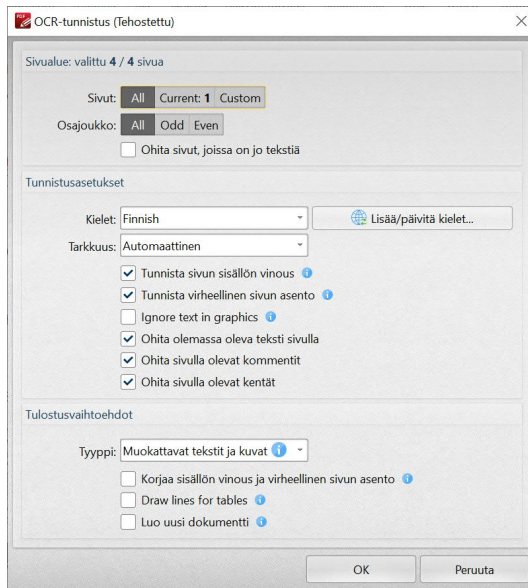 OCR-tunnistus (Tehostettu)
Sivualue: valittu 4 / 4 sivua
Sivut: All Current: 1 Custom
Osajoukko: All Odd Even
Ohita sivut, joissa on jo tekstiä
Tunnistusasetukset
Kielet: Finnish Lisää/päivitä kielet...
Tarkkuus: Automaattinen
Tunnista sivun sisällön vinous
Tunnista virheellinen sivun asento
Ignore text in graphics
Ohita olemassa oleva teksti sivulla
Ohita sivulla olevat kommentit
Ohita sivulla olevat kentät
Tulostusvaihtoehdot
Tyyppi: Muokattavat tekstit ja kuvat
Korjaa sisällön vinous ja virheellinen sivun asento
Draw lines for tables
Luo uusi dokumentti
OK Peruuta